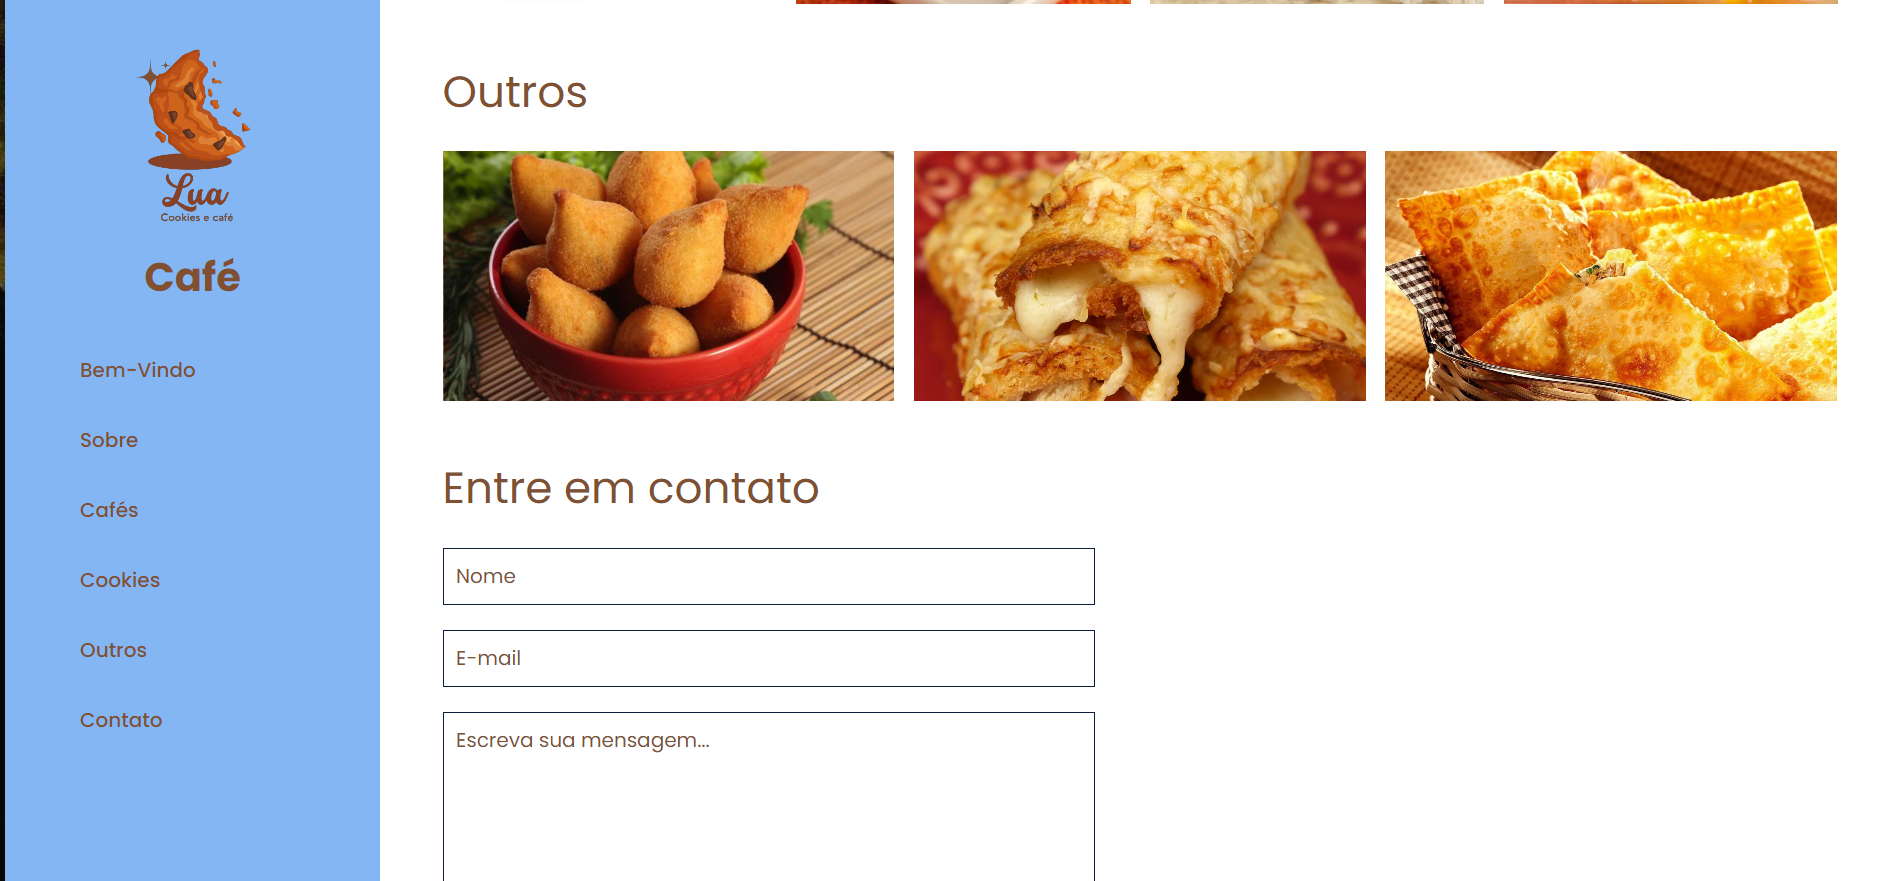 Lua
Cookies e café
Café
Bem-Vindo
Sobre
Cafés
Cookies
Outros
Contato
Outros
Entre em contato
Nome
E-mail
Escreva sua mensagem...